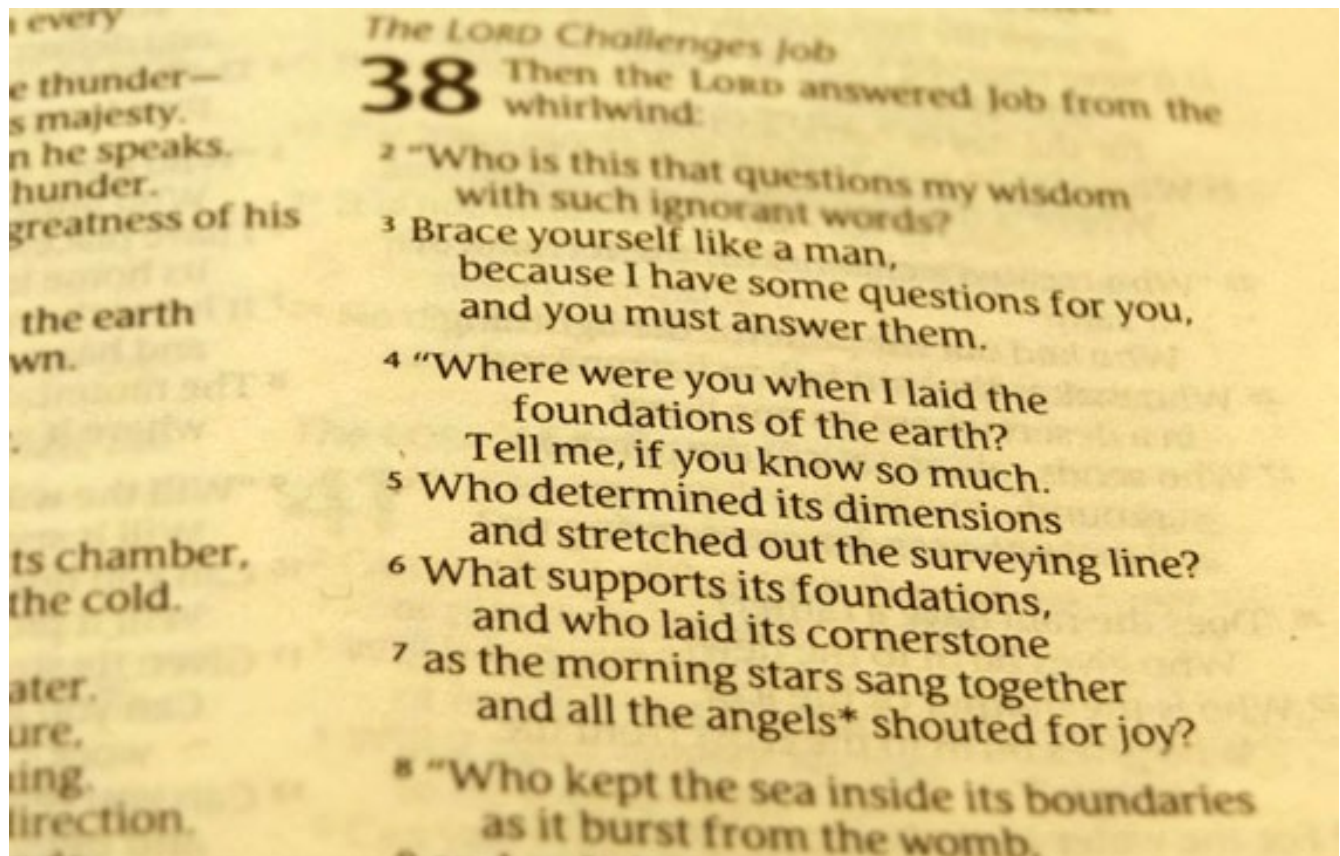 every
e thunder—
s majesty.
n he speaks.
hunder.
greatness of his
the earth
wn.
ts chamber,
the cold.
ater.
ure,
ing.
lirection.
The LORD Challenges Job
38 Then the LORD answered Job from the
whirlwind:
2 “Who is this that questions my wisdom
with such ignorant words?
3 Brace yourself like a man,
because I have some questions for you,
and you must answer them.
4 “Where were you when I laid the
foundations of the earth?
Tell me, if you know so much.
5 Who determined its dimensions
and stretched out the surveying line?
6 What supports its foundations,
and who laid its cornerstone
7 as the morning stars sang together
and all the angels* shouted for joy?
8 “Who kept the sea inside its boundaries
as it burst from the womb,